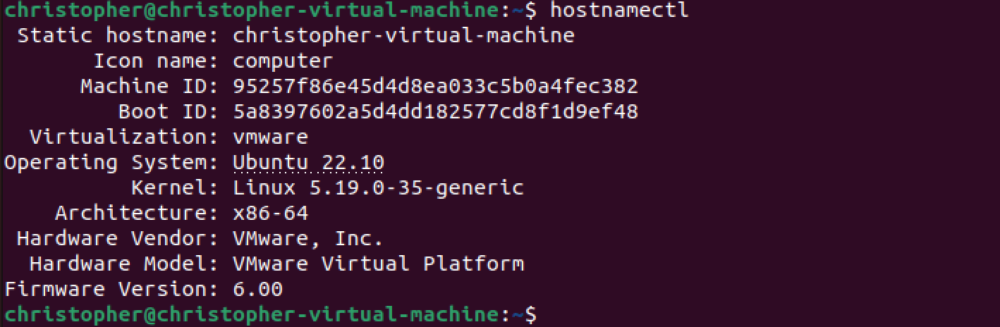 christopher@christopher-virtual-machine:~$ hostnamectl
Static hostname: christopher-virtual-machine
Icon name: computer
Machine ID: 95257f86e45d4d8ea033c5b0a4fec382
Boot ID: 5a8397602a5d4dd182577cd8f1d9ef48
Virtualization: vmware
Operating System: Ubuntu 22.10
Kernel: Linux 5.19.0-35-generic
Architecture: x86-64
Hardware Vendor: VMware, Inc.
Hardware Model: VMware Virtual Platform
Firmware Version: 6.00
christopher@christopher-virtual-machine:~$